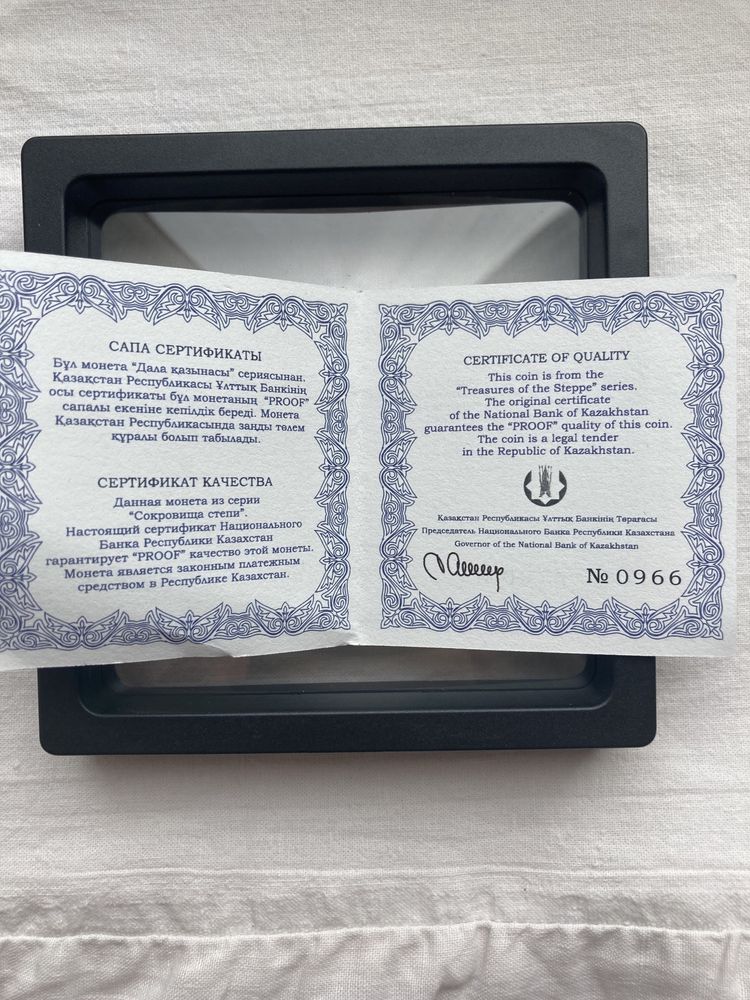 САПА СЕРТИФИКАТЫ
Бұл монета “Дала қазынасы” сериясынан.
Қазақстан Республикасы Ұлттық Банкінің
осы сертификаты бұл монетаның “PROOF”
сапалы екеніне кепілдік береді. Монета
Қазақстан Республикасында заңды төлем
құралы болып табылады.
СЕРТИФИКАТ КАЧЕСТВА
Данная монета из серии
“Сокровища степи”.
Настоящий сертификат Национального
Банка Республики Казахстан
гарантирует “PROOF” качество этой монеты.
Монета является законным платежным
средством в Республике Казахстан.
CERTIFICATE OF QUALITY
This coin is from the
“Treasures of the Steppe” series.
The original certificate
of the National Bank of Kazakhstan
guarantees the “PROOF” quality of this coin.
The coin is a legal tender
in the Republic of Kazakhstan.
Қазақстан Республикасы Ұлттық Банкінің Төрағасы
Председатель Национального Банка Республики Казахстана
Governor of the National Bank of Kazakhstan
№ 0966